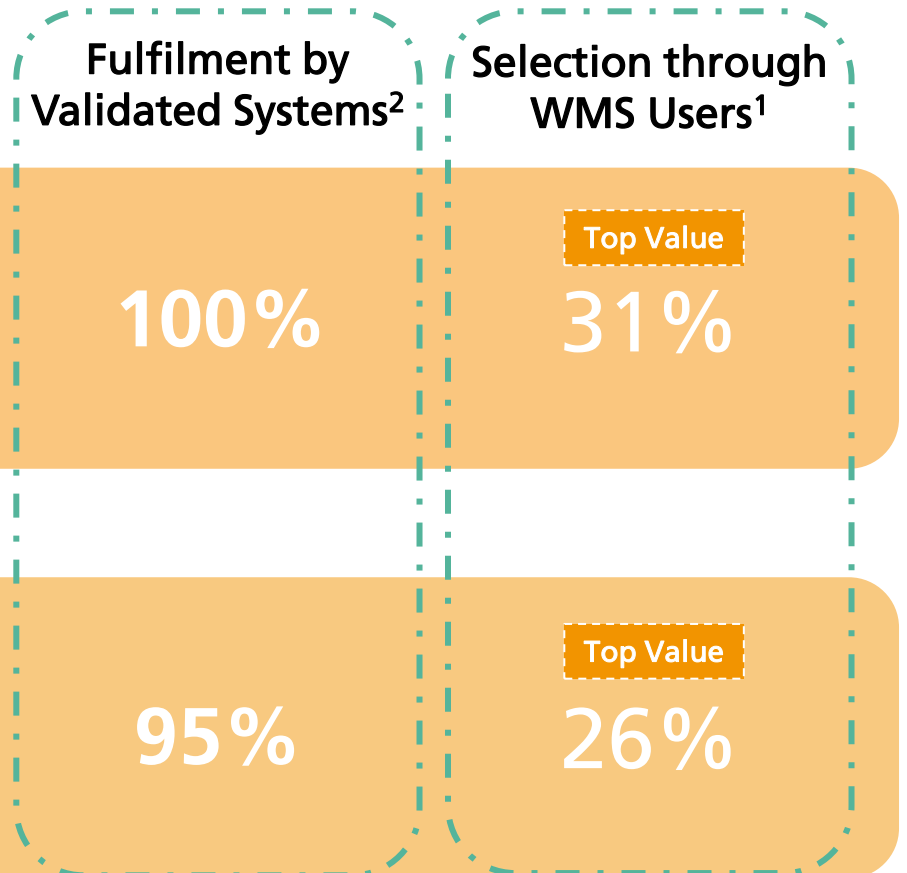 Fulfilment by
Validated Systems²
Selection through
WMS Users¹
Top Value
100%
31%
Top Value
95%
26%